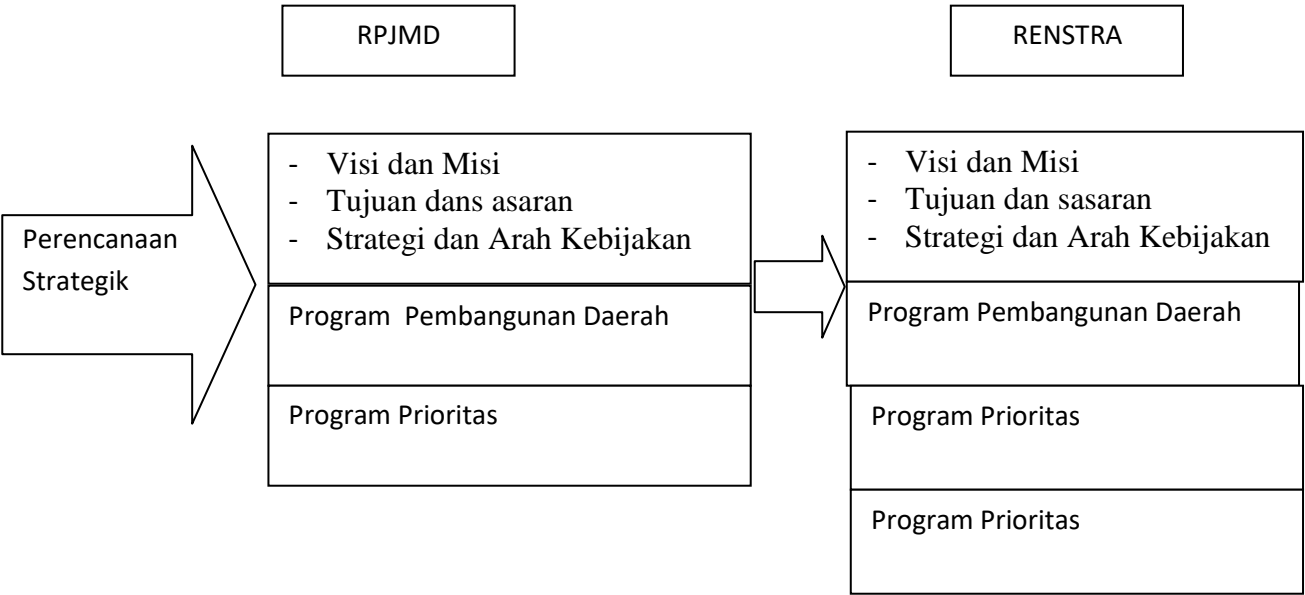 RPJMD
RENSTRA
Perencanaan
Strategik
- Visi dan Misi
- Tujuan dans asaran
- Strategi dan Arah Kebijakan
Program Pembangunan Daerah
Program Prioritas
- Visi dan Misi
- Tujuan dan sasaran
- Strategi dan Arah Kebijakan
Program Pembangunan Daerah
Program Prioritas
Program Prioritas